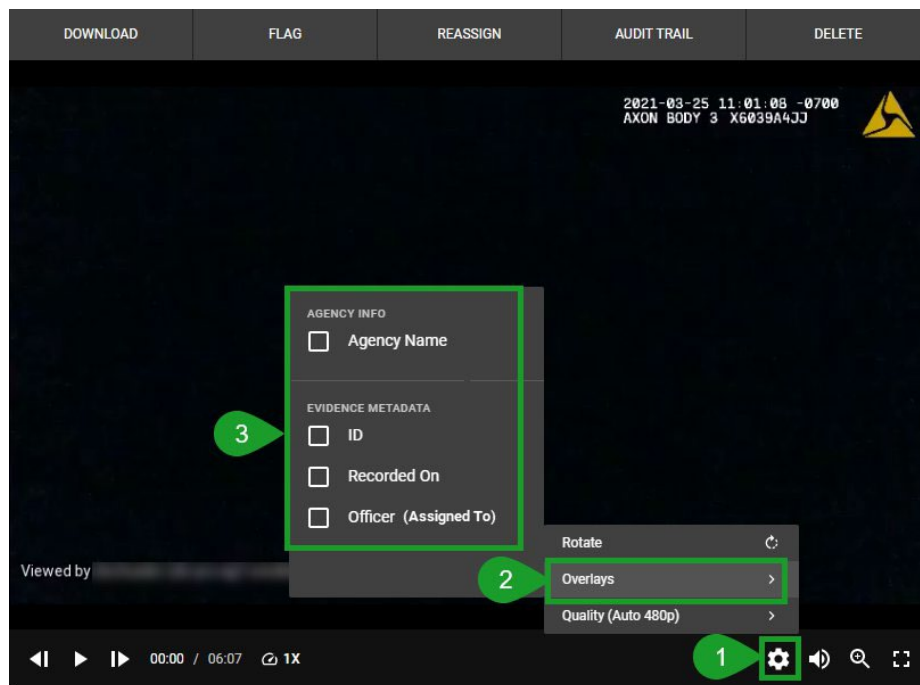 DOWNLOAD FLAG REASSIGN AUDIT TRAIL DELETE
2021-03-25 11:01:08 -0700
AXON BODY 3 X6039A4JJ
AGENCY INFO
Agency Name
EVIDENCE METADATA
3
ID
Recorded On
Officer (Assigned To)
Rotate
Viewed by
2
Overlays
Quality (Auto 480p)
00:00 / 06:07 1X
1